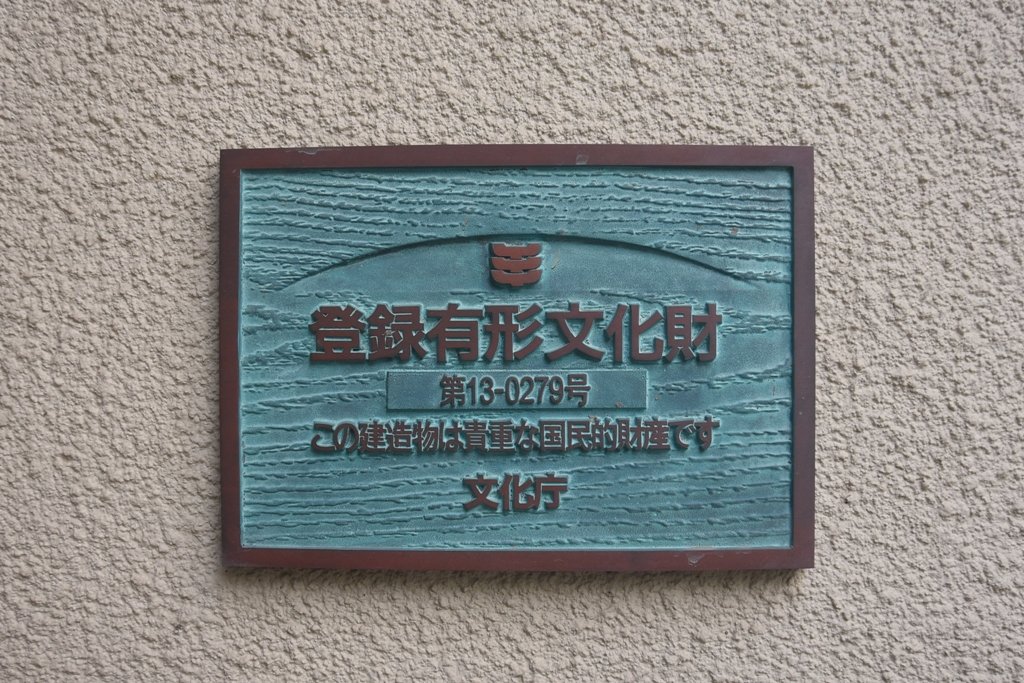 登録有形文化財
第13-0279号
この建造物は貴重な国民的財産です
文化庁